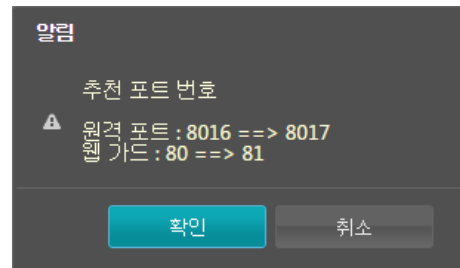 알림
추천 포트 번호
원격 포트 : 8016 ==> 8017
웹 가드 : 80 ==> 81
확인
취소